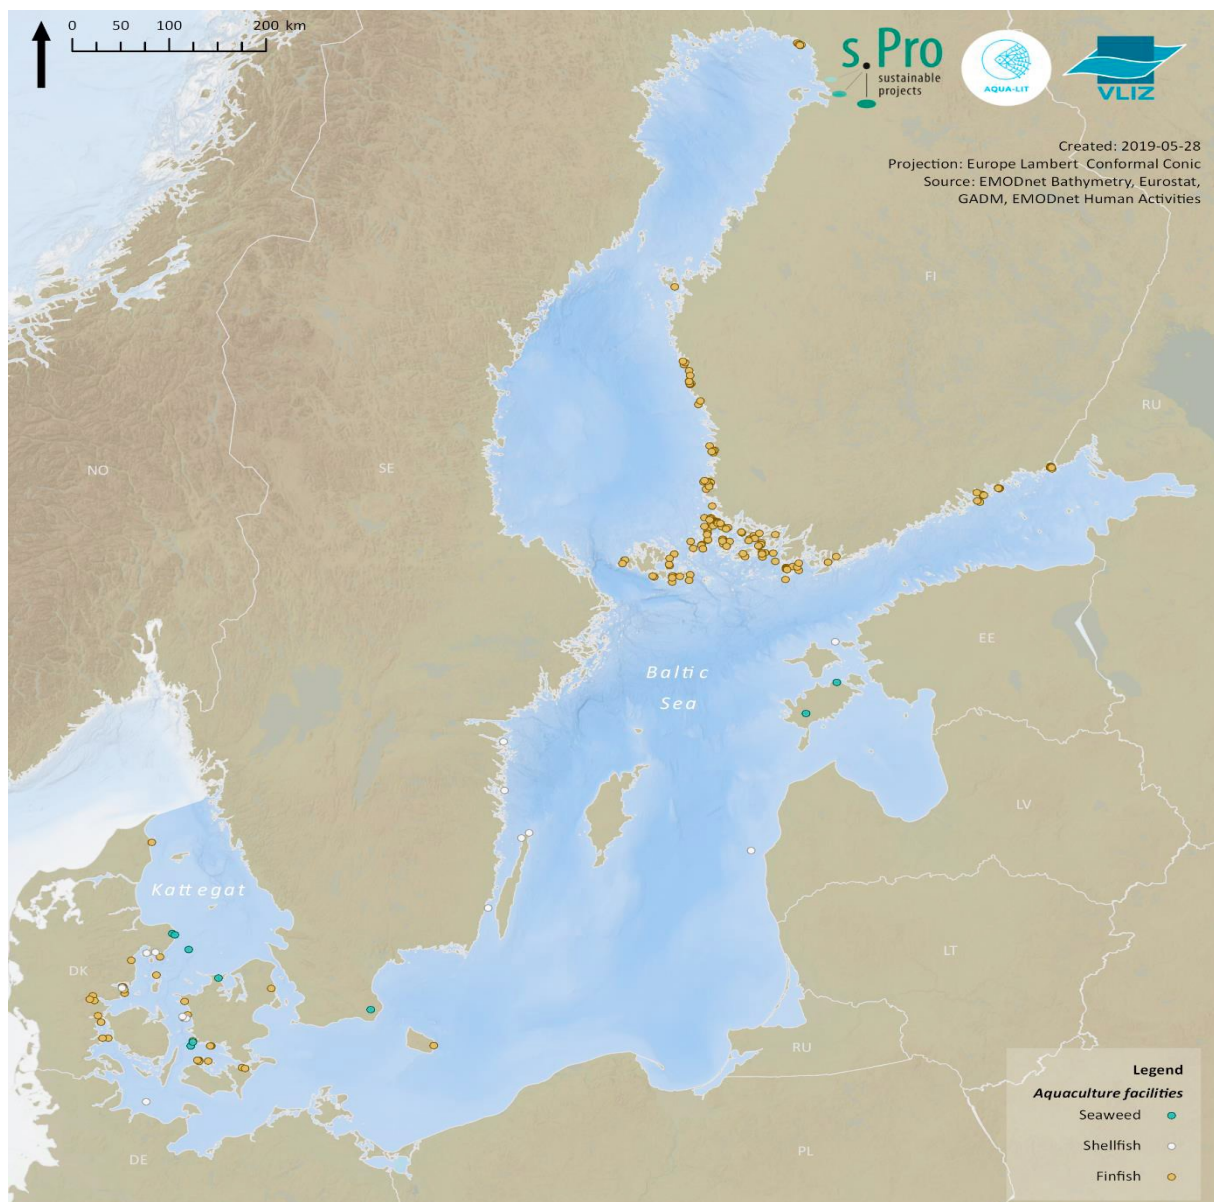 0 50 100 200 km
s.Pro
sustainable
projects
AQUA-LIT
VLIZ
Created: 2019-05-28
Projection: Europe Lambert Conformal Conic
Source: EMODnet Bathymetry, Eurostat,
GADM, EMODnet Human Activities
FI
RU
NO
SE
EE
Baltic
Sea
LV
Kattegat
LT
DK
RU
PL
DE
Legend
Aquaculture facilities
Seaweed
Shellfish
Finfish